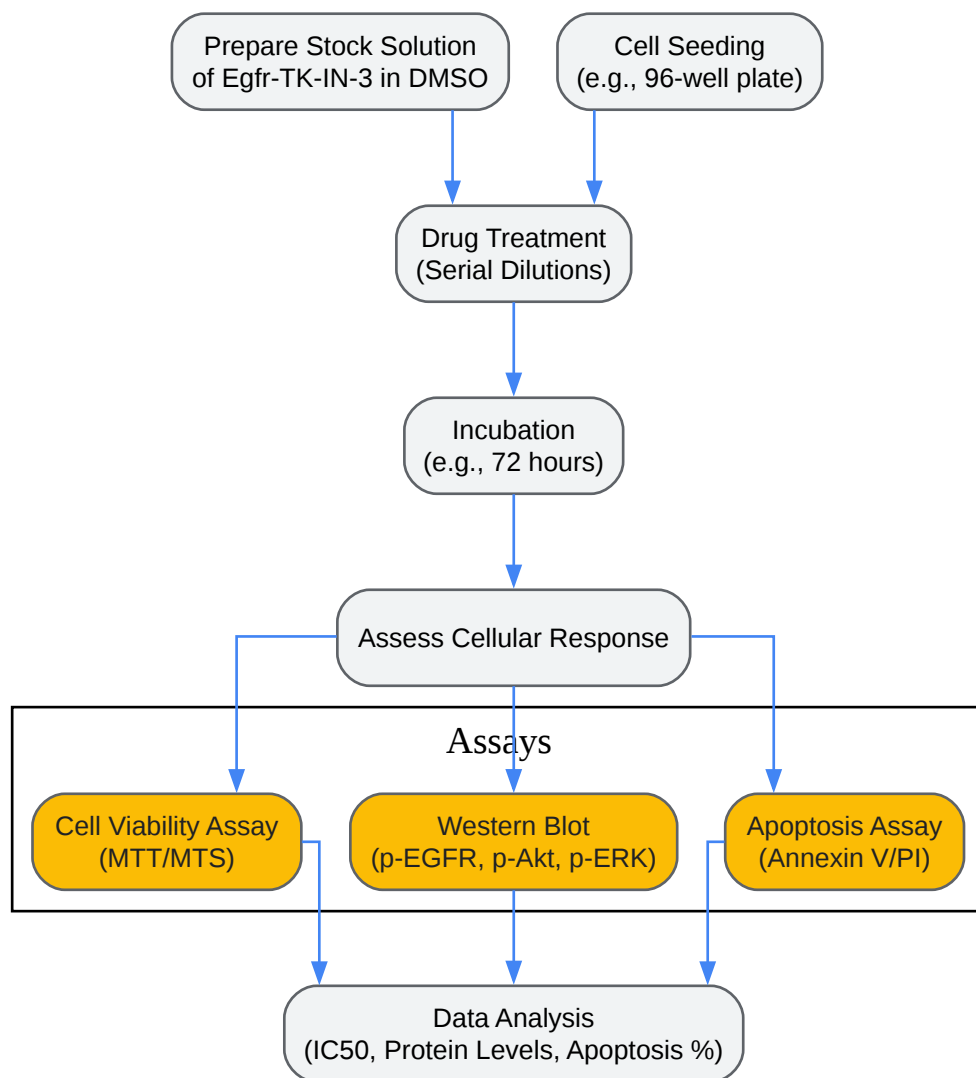 Prepare Stock Solution
of Egfr-TK-IN-3 in DMSO
Cell Seeding
(e.g., 96-well plate)
Drug Treatment
(Serial Dilutions)
Incubation
(e.g., 72 hours)
Assess Cellular Response
Assays
Cell Viability Assay
(MTT/MTS)
Western Blot
(p-EGFR, p-Akt, p-ERK)
Apoptosis Assay
(Annexin V/PI)
Data Analysis
(IC50, Protein Levels, Apoptosis %)